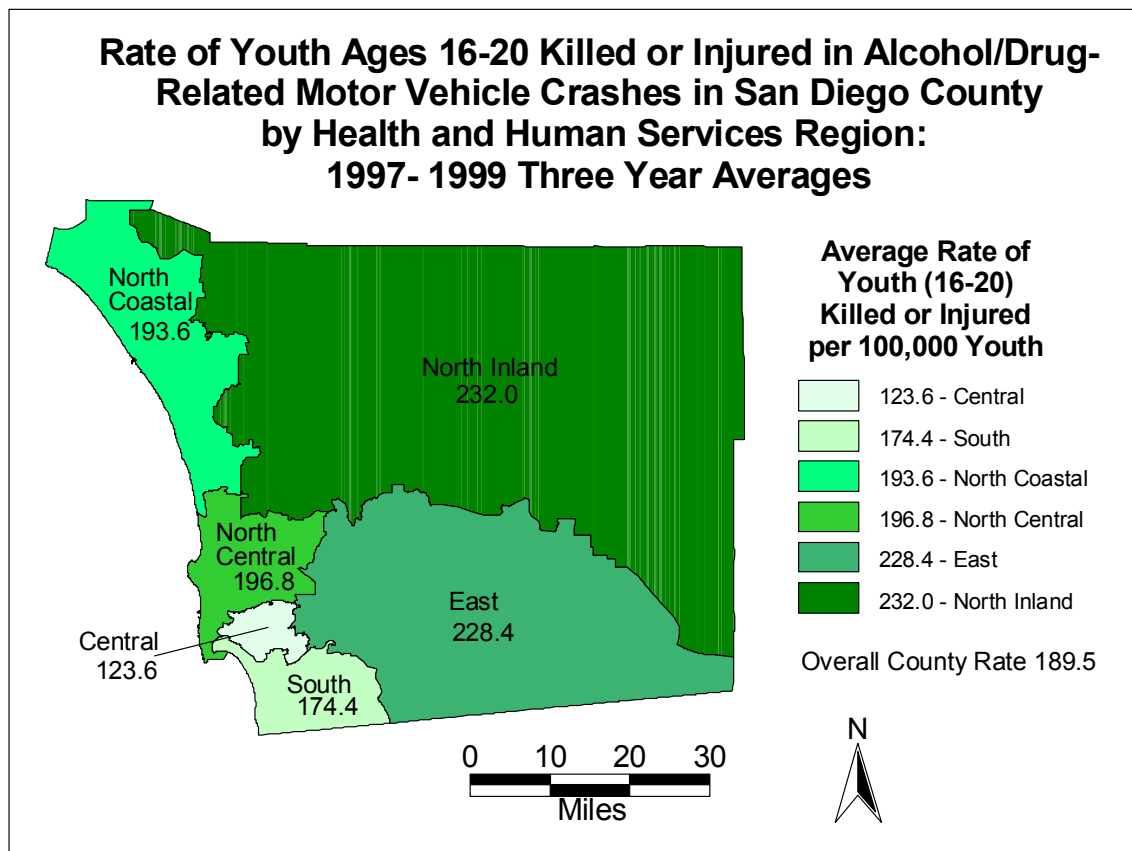 Rate of Youth Ages 16-20 Killed or Injured in Alcohol/Drug-
Related Motor Vehicle Crashes in San Diego County
by Health and Human Services Region:
1997- 1999 Three Year Averages
North
Coastal
193.6
North Inland
232.0
North
Central
196.8
East
228.4
Central
123.6
South
174.4
Average Rate of
Youth (16-20)
Killed or Injured
per 100,000 Youth
123.6 - Central
174.4 - South
193.6 - North Coastal
196.8 - North Central
228.4 - East
232.0 - North Inland
Overall County Rate 189.5
0 10 20 30
Miles
N